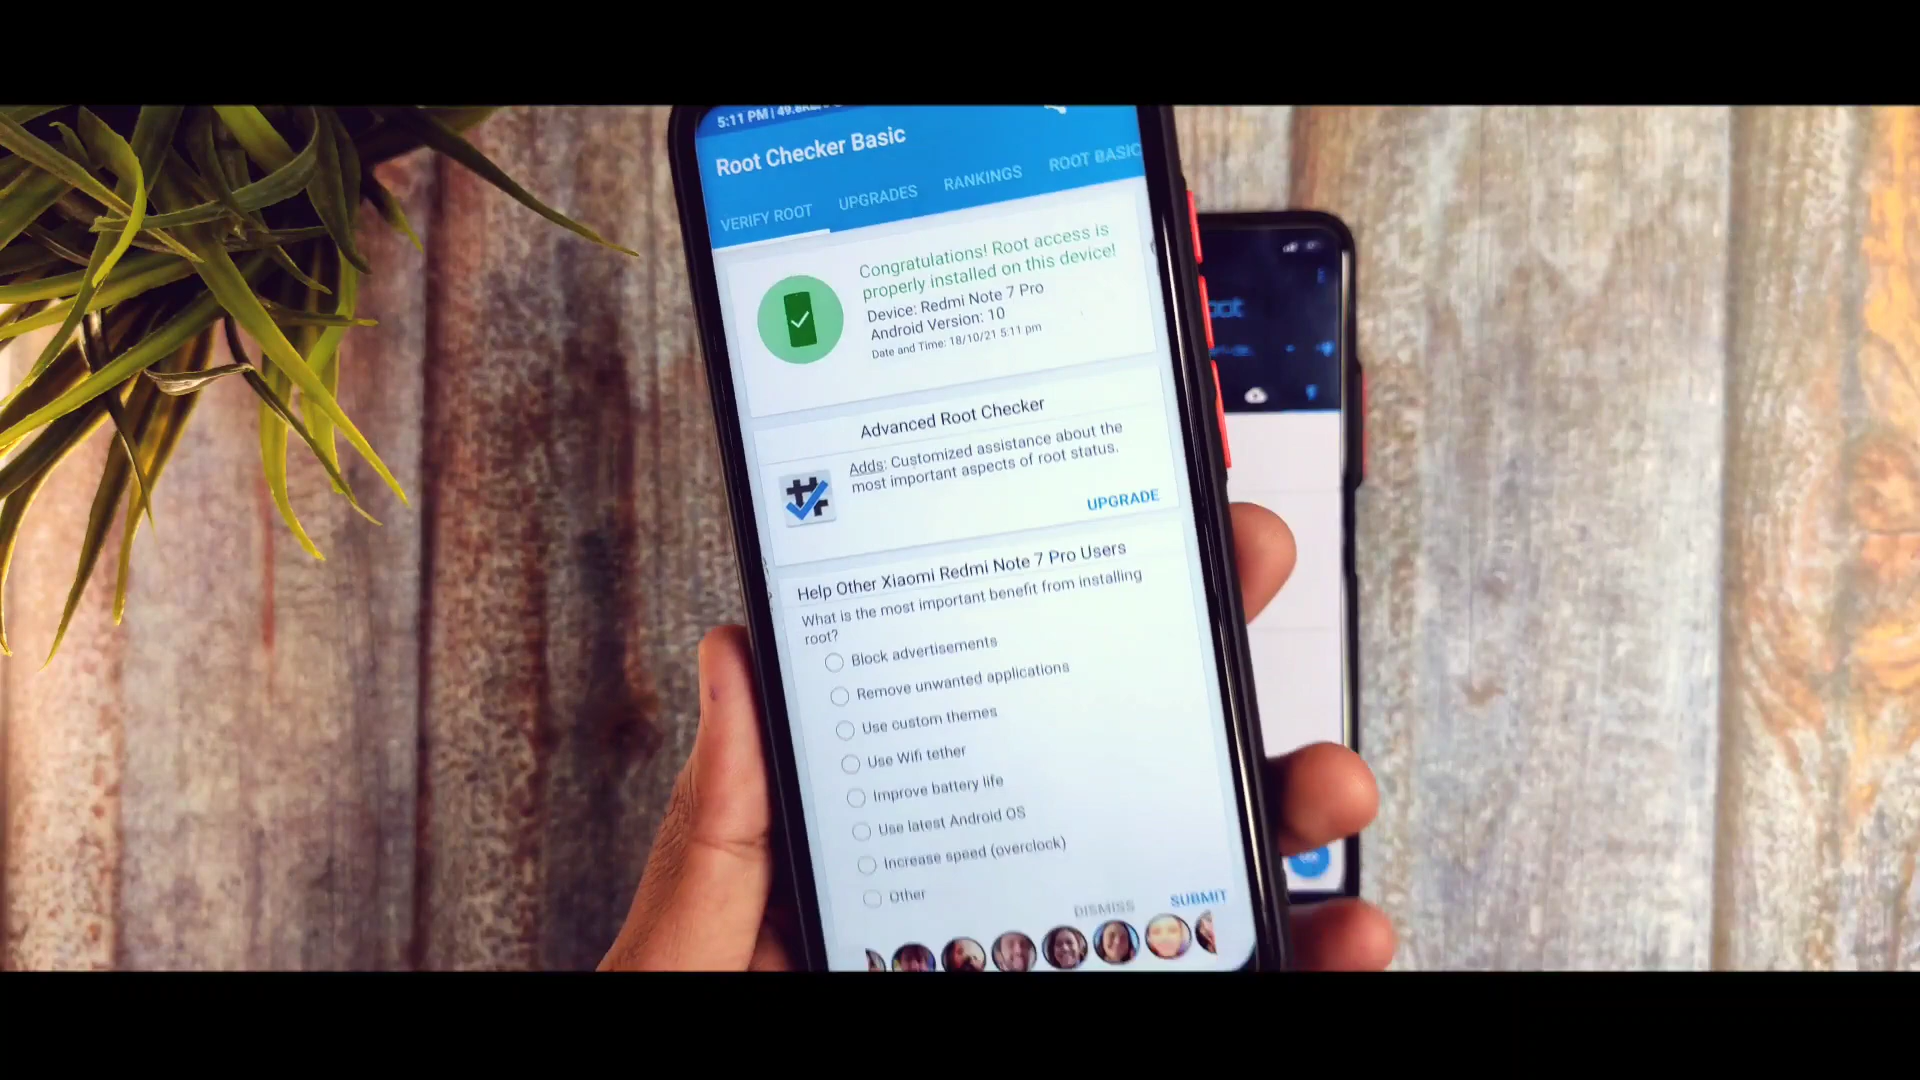 5:11 PM |
Root Checker Basic
VERIFY ROOT
UPGRADES
RANKINGS
ROOT BASIC
Congratulations! Root access is
properly installed on this device!
Device: Redmi Note 7 Pro
Android Version: 10
Date and Time: 18/10/21 5:11 pm
Advanced Root Checker
Adds: Customized assistance about the
most important aspects of root status.
UPGRADE
Help Other Xiaomi Redmi Note 7 Pro Users
What is the most important benefit from installing
root?
Block advertisements
Remove unwanted applications
Use custom themes
Use Wifi tether
Improve battery life
Use latest Android OS
Increase speed (overclock)
Other
DISMISS
SUBMIT